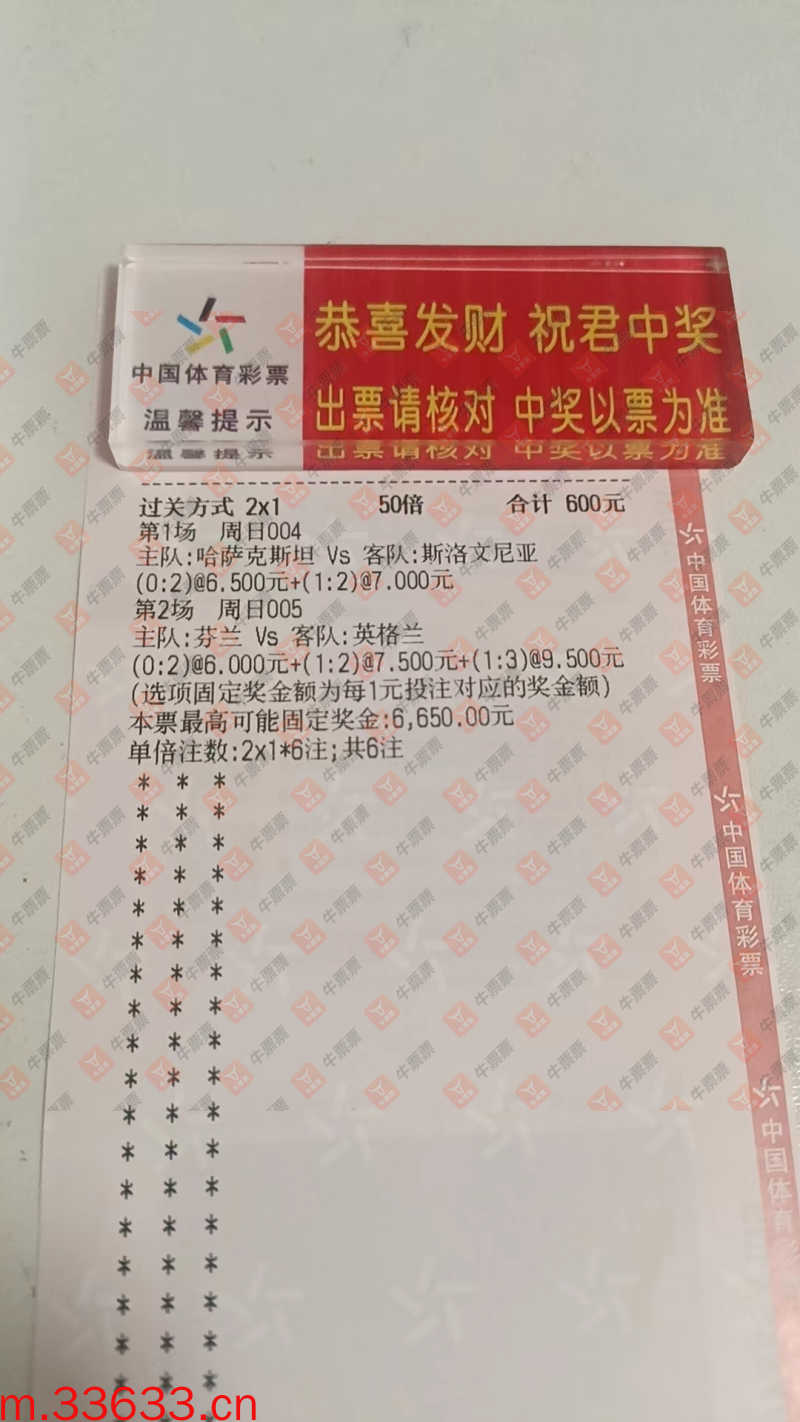 恭喜发财 祝君中奖
中国体育彩票
温馨提示
出票请核对 中奖以票为准
过关方式 2x1 50倍 合计 600元
第1场 周日004
主队:哈萨克斯坦 Vs 客队:斯洛文尼亚
(0:2)@6.500元+(1:2)@7.000元
第2场 周日005
主队:芬兰 Vs 客队:英格兰
(0:2)@6.000元+(1:2)@7.500元+(1:3)@9.500元
(选项固定奖金额为每1元投注对应的奖金额)
本票最高可能固定奖金:6,650.00元
单倍注数:2x1*6注;共6注
中国体育彩票
中国体育彩票
中国体育彩
牛票票
m.33633.cn